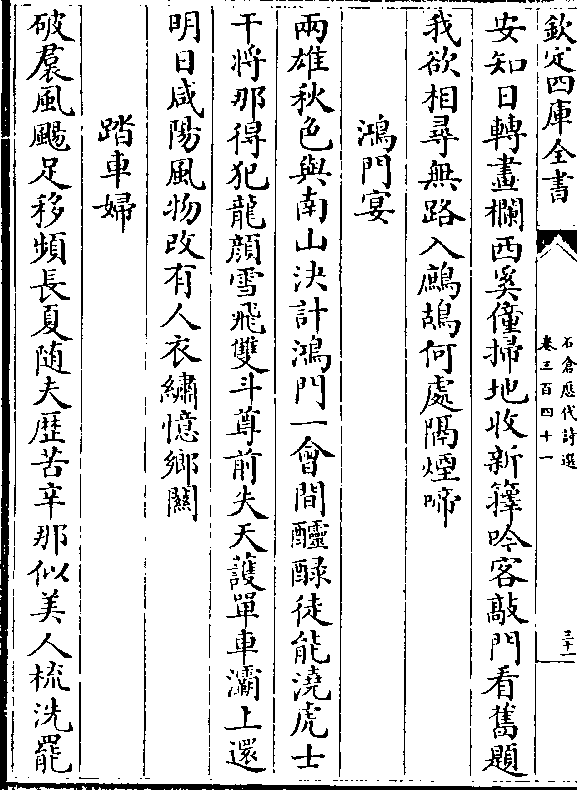 欽定四庫全書
石倉歷代詩選
卷三百四十一
三十一
安知日轉畫欄西奚僮掃地收新籜吟客敲門看舊題
我欲相尋無路入鷓鴣何處隔煙啼
鴻門宴
兩雄秋色與南山決計鴻門一會間醽醁徒能澆虎士
干將那得犯龍顔雪飛雙斗尊前失天䕶單車灞上還
明日咸陽風物改有人衣繡憶鄉關
踏車婦
破裠風颺足移頻長夏随夫歴苦辛那似美人梳洗罷